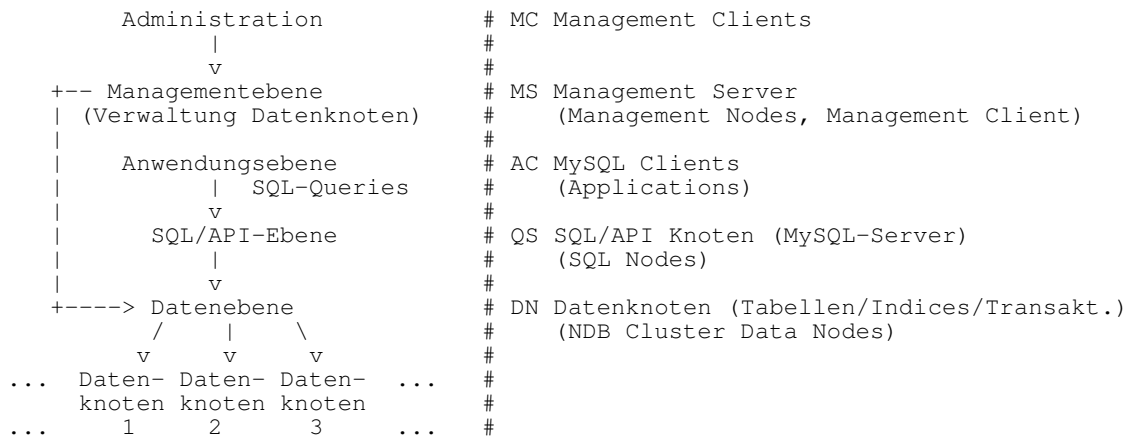 Administration                # MC Management Clients
              |                       #
              v                       #
   +-- Managementebene                # MS Management Server
   | (Verwaltung Datenknoten)         #    (Management Nodes, Management Client)
   |                                  #
   |    Anwendungsebene               # AC MySQL Clients
   |          |  SQL-Queries          #    (Applications)
   |          v                       #
   |      SQL/API-Ebene               # QS SQL/API Knoten (MySQL-Server)
   |          |                       #    (SQL Nodes)
   |          v                       #
   +----> Datenebene                  # DN Datenknoten (Tabellen/Indices/Transakt.)
          /    |    \                 #    (NDB Cluster Data Nodes)
         v     v     v                #
...  Daten- Daten- Daten-  ...        #
     knoten knoten knoten             #
...     1     2      3     ...        #